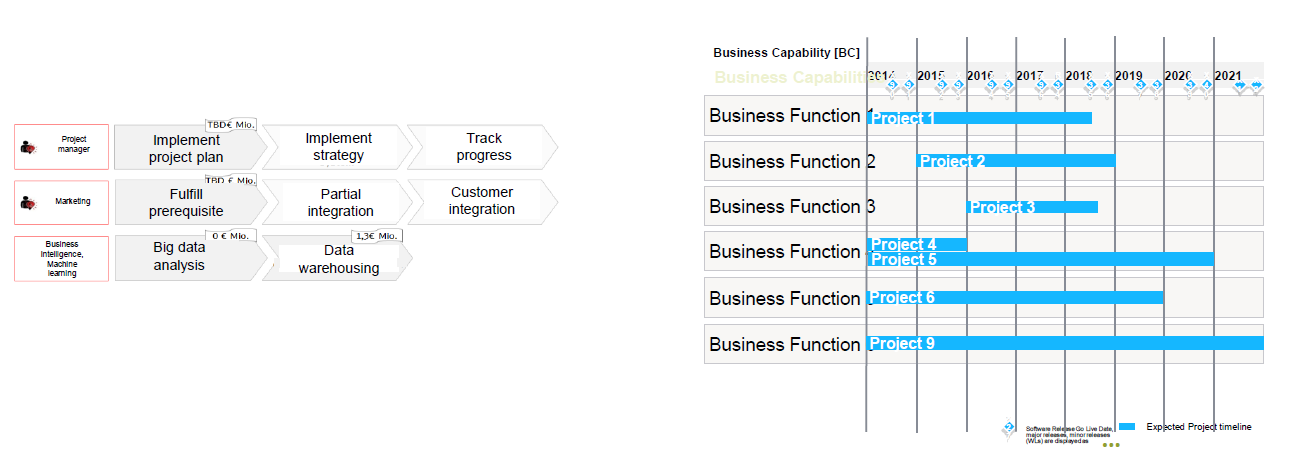 Project
manager
TBD€ Mio.
Implement
project plan
Implement
strategy
Track
progress
Marketing
TBD € Mio.
Fulfill
prerequisite
Partial
integration
Customer
integration
Business
Intelligence,
Machine
learning
0 € Mio.
Big data
analysis
1,3€ Mio.
Data
warehousing
Business Capability [BC]
Business Capabiliti
2014 2015 2016 2017 2018 2019 2020 2021
Business Function
Project 1
Business Function 2
Project 2
Business Function 3
Project 3
Business Function
Project 4
Project 5
Business Function
Project 6
Business Function
Project 9
Software Release Go Live Date,
major releases, minor releases
(WLs) are displayed as
Expected Project timeline